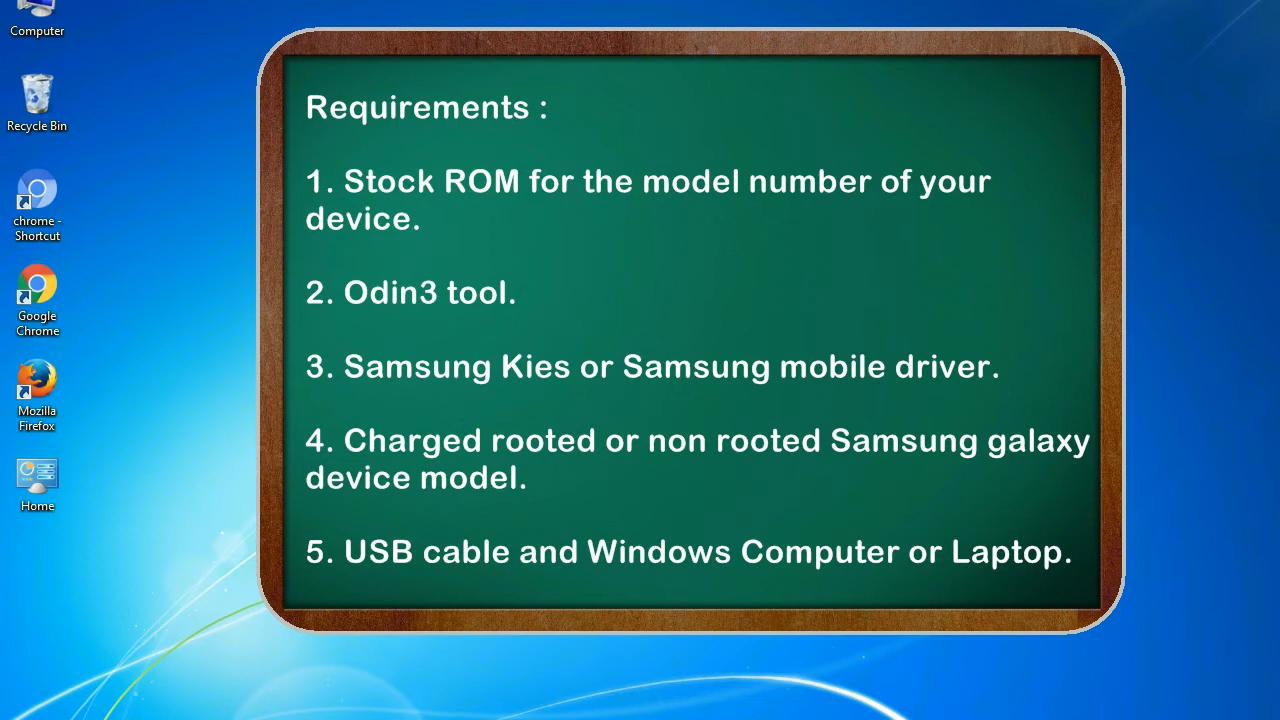 Computer
Recycle Bin
chrome -
Shortcut
Google
Chrome
Mozilla
Firefox
Home
Requirements :
1. Stock ROM for the model number of your
device.
2. Odin3 tool.
3. Samsung Kies or Samsung mobile driver.
4. Charged rooted or non rooted Samsung galaxy
device model.
5. USB cable and Windows Computer or Laptop.